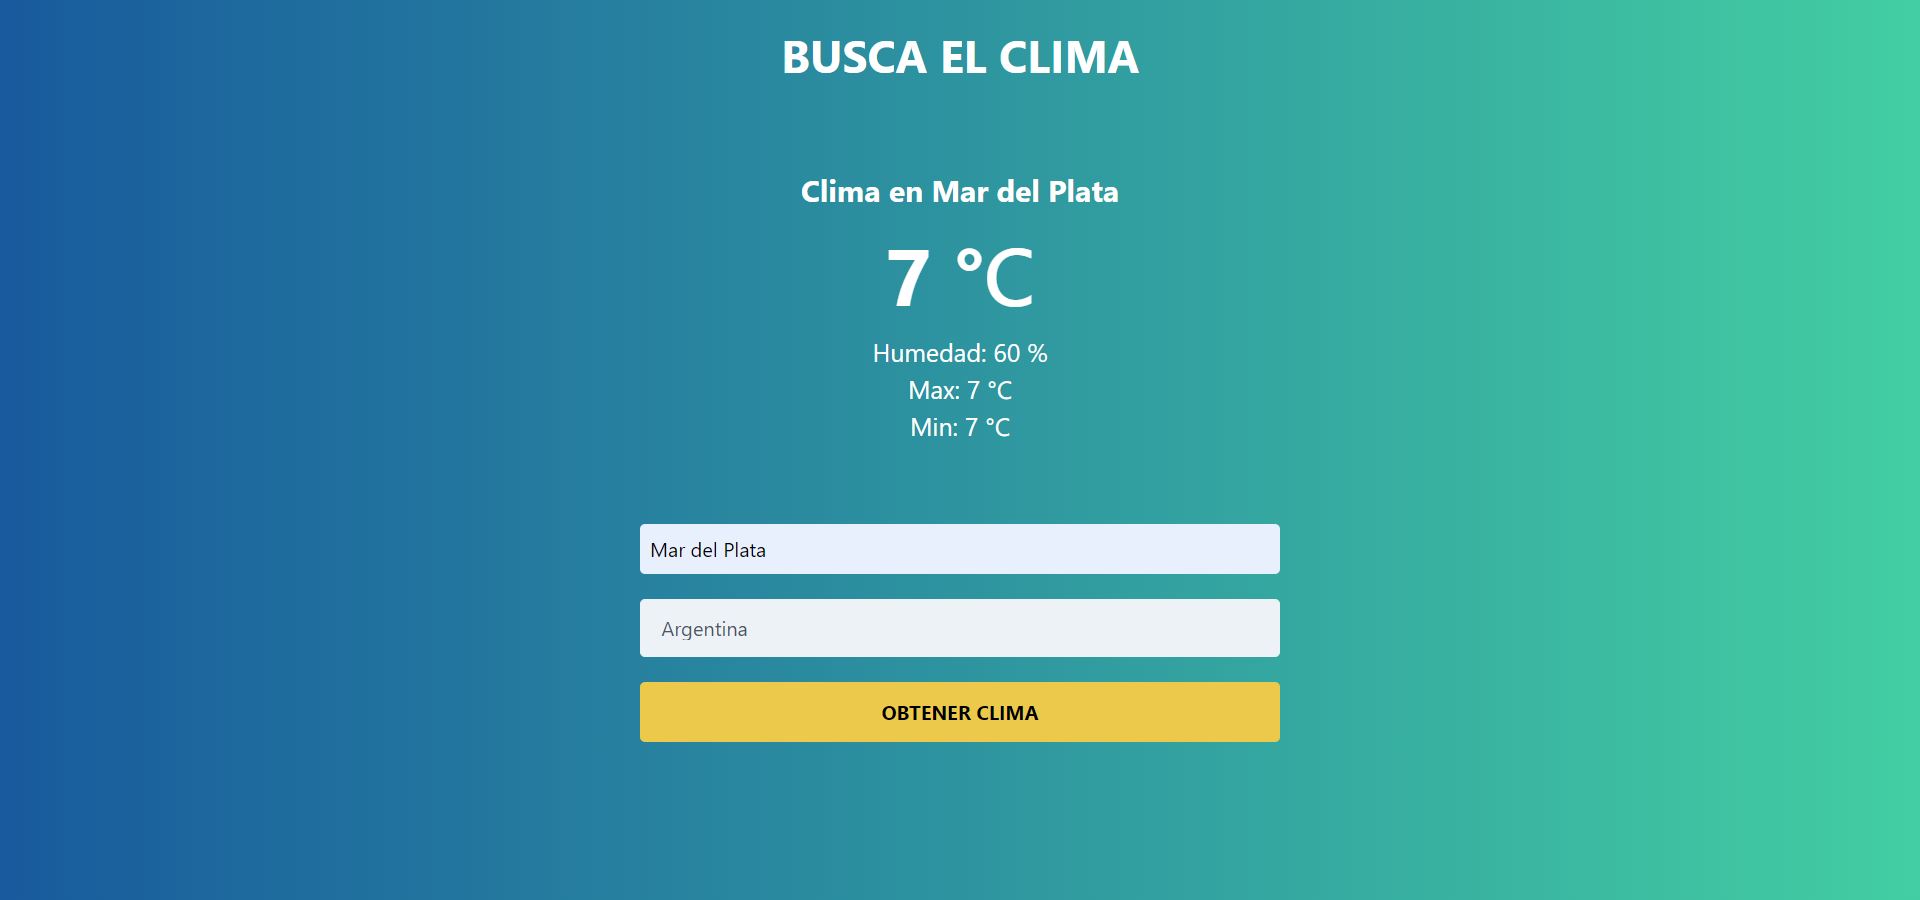 BUSCA EL CLIMA
Clima en Mar del Plata
7 °C
Humedad: 60 %
Max: 7 °C
Min: 7 °C
Mar del Plata
Argentina
OBTENER CLIMA